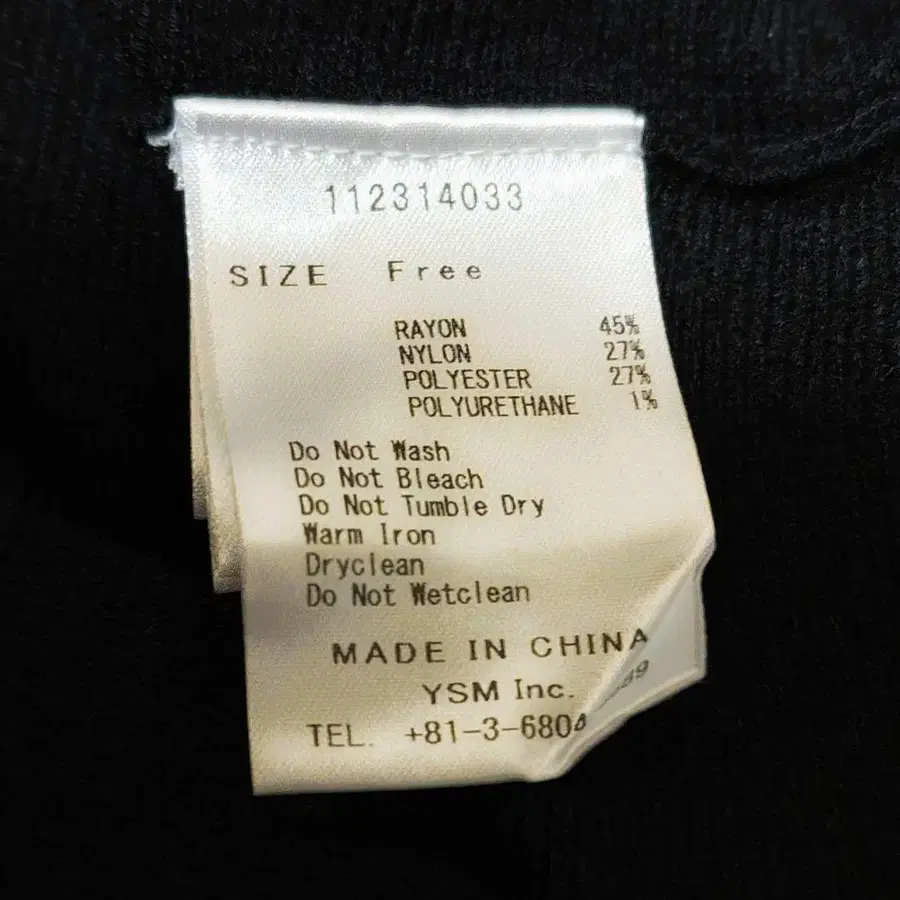 112314033
SIZE Free
RAYON 45%
NYLON 27%
POLYESTER 27%
POLYURETHANE 1%
Do Not Wash
Do Not Bleach
Do Not Tumble Dry
Warm Iron
Dryclean
Do Not Wetclean
MADE IN CHINA
YSM Inc.
TEL. +81-3-6804